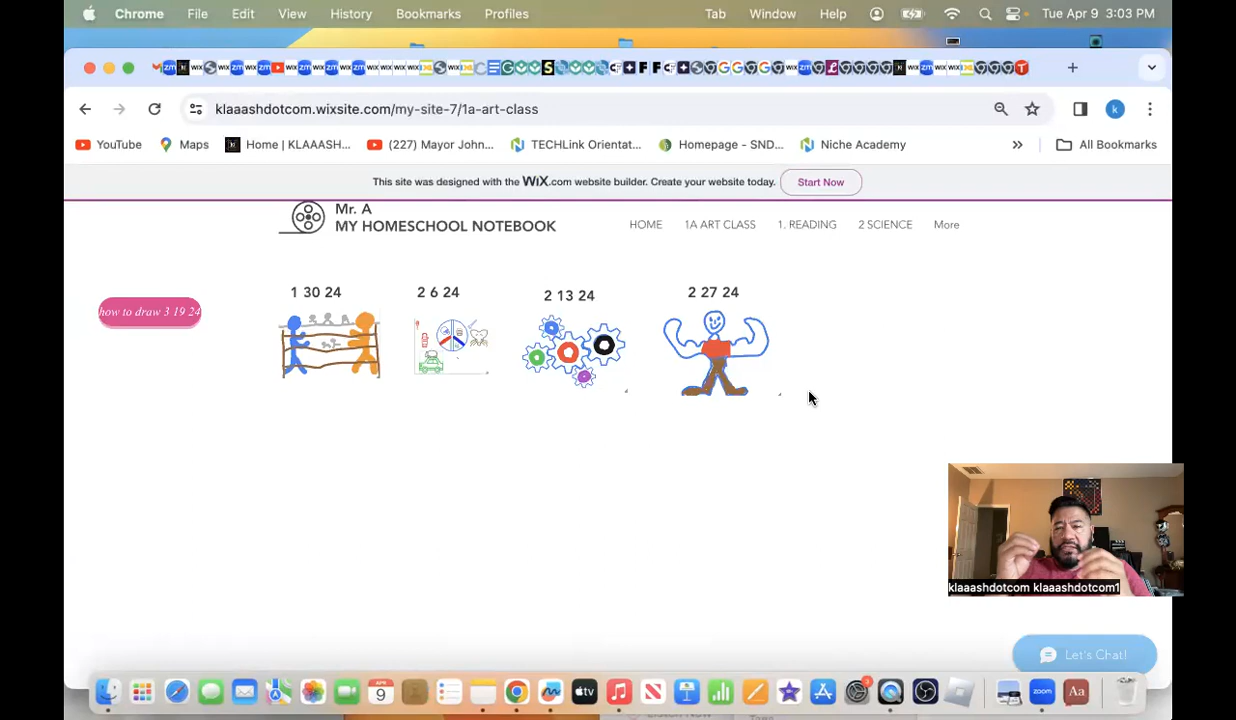 Chrome File Edit View History Bookmarks Profiles Tab Window Help Tue Apr 9 3:03 PM
klaaashdotcom.wixsite.com/my-site-7/1a-art-class
YouTube Maps Home | KLAAASH... (227) Mayor John... TECHLink Orientat... Homepage - SND... Niche Academy » All Bookmarks
This site was designed with the WiX.com website builder. Create your website today. Start Now
Mr. A
MY HOMESCHOOL NOTEBOOK
HOME 1A ART CLASS 1. READING 2 SCIENCE More
1 30 24 2 6 24 2 13 24 2 27 24
how to draw 3 19 24
klaaashdotcom klaaashdotcom1
Let's Chat!
APR
9
zoom
Aa